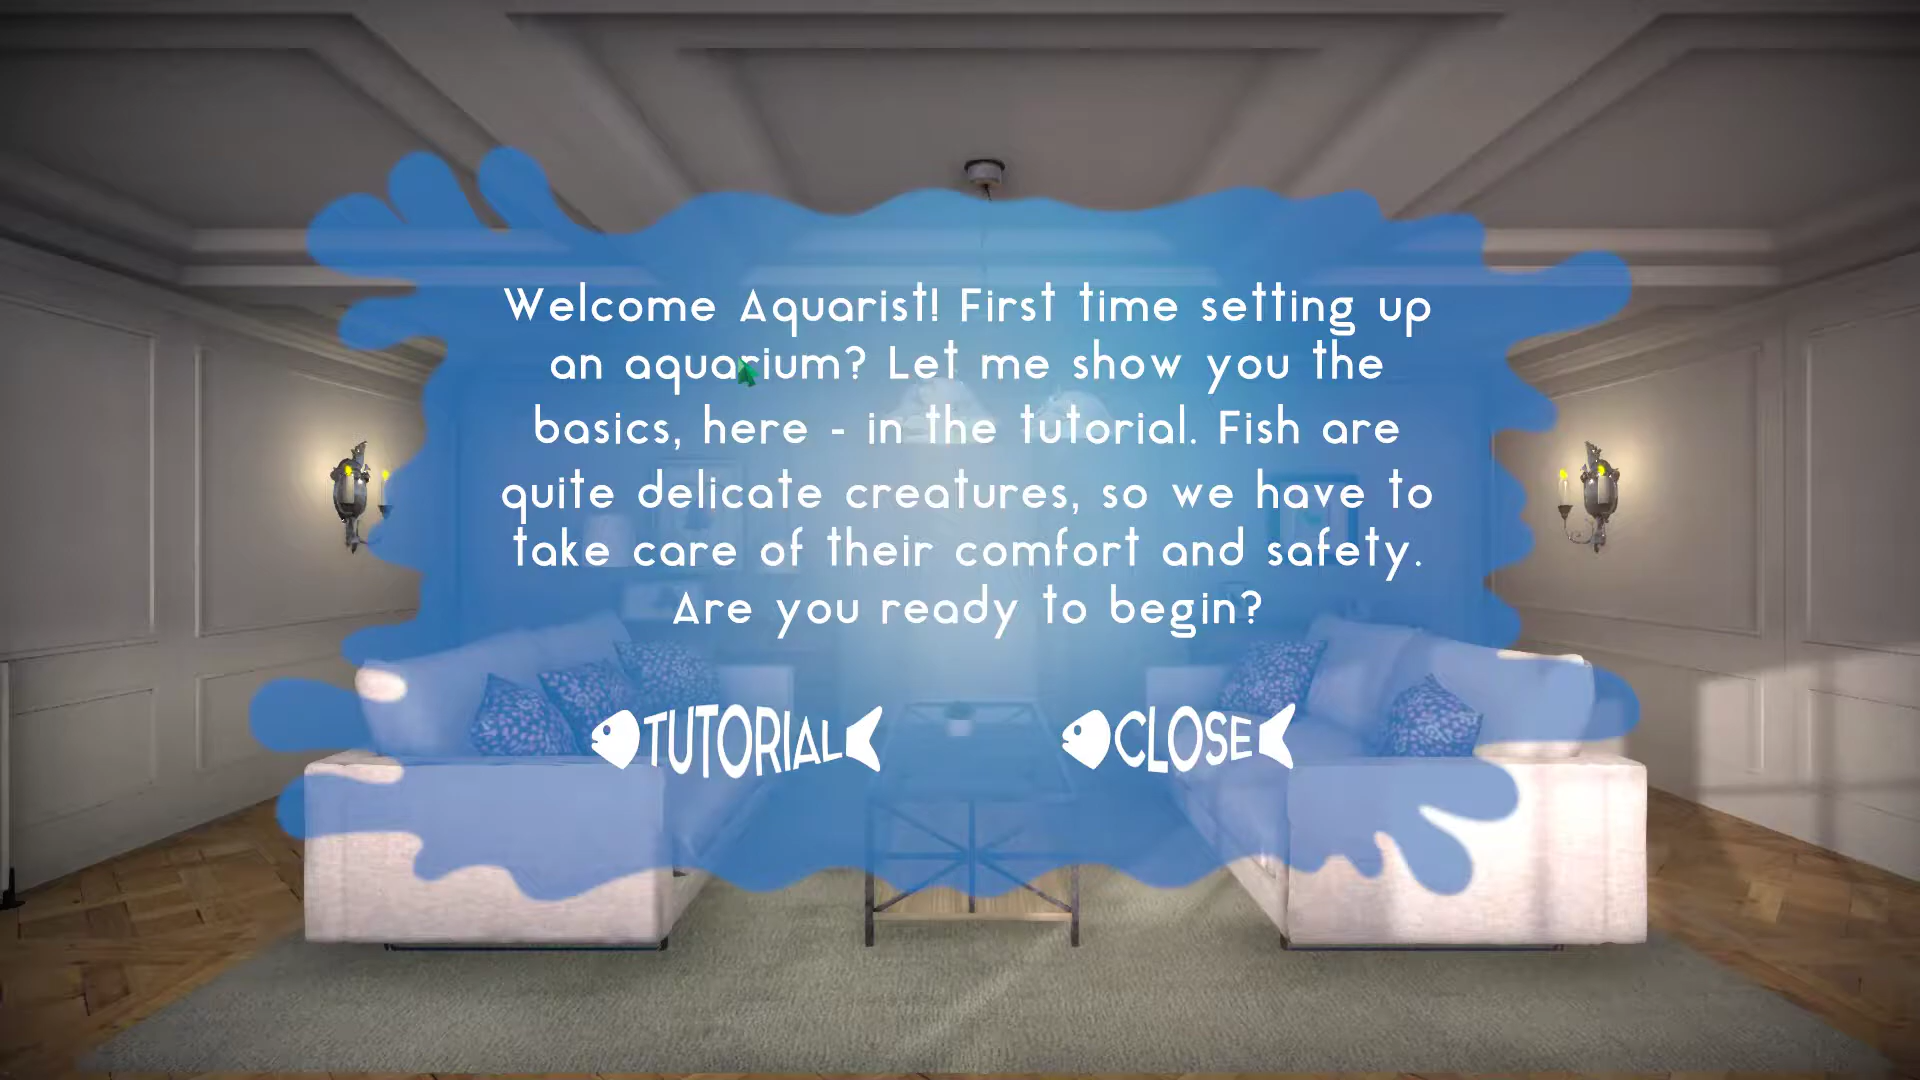 Welcome Aquarist! First time setting up
an aquarium? Let me show you the
basics, here - in the tutorial. Fish are
quite delicate creatures, so we have to
take care of their comfort and safety.
Are you ready to begin?
TUTORIAL
CLOSE